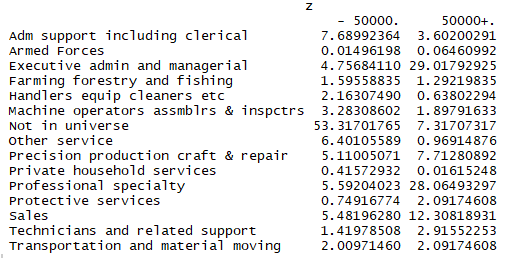 z
- 50000. 50000+.
Adm support including clerical 7.68992364 3.60200291
Armed Forces 0.01496198 0.06460992
Executive admin and managerial 4.75684110 29.01792925
Farming forestry and fishing 1.59558835 1.29219835
Handlers equip cleaners etc 2.16307490 0.63802294
Machine operators assmblrs & inspctrs 3.28308602 1.89791633
Not in universe 53.31701765 7.31707317
Other service 6.40105589 0.96914876
Precision production craft & repair 5.11005071 7.71280892
Private household services 0.41572932 0.01615248
Professional specialty 5.59204023 28.06493297
Protective services 0.74916774 2.09174608
Sales 5.48196280 12.30818931
Technicians and related support 1.41978508 2.91552253
Transportation and material moving 2.00971460 2.09174608